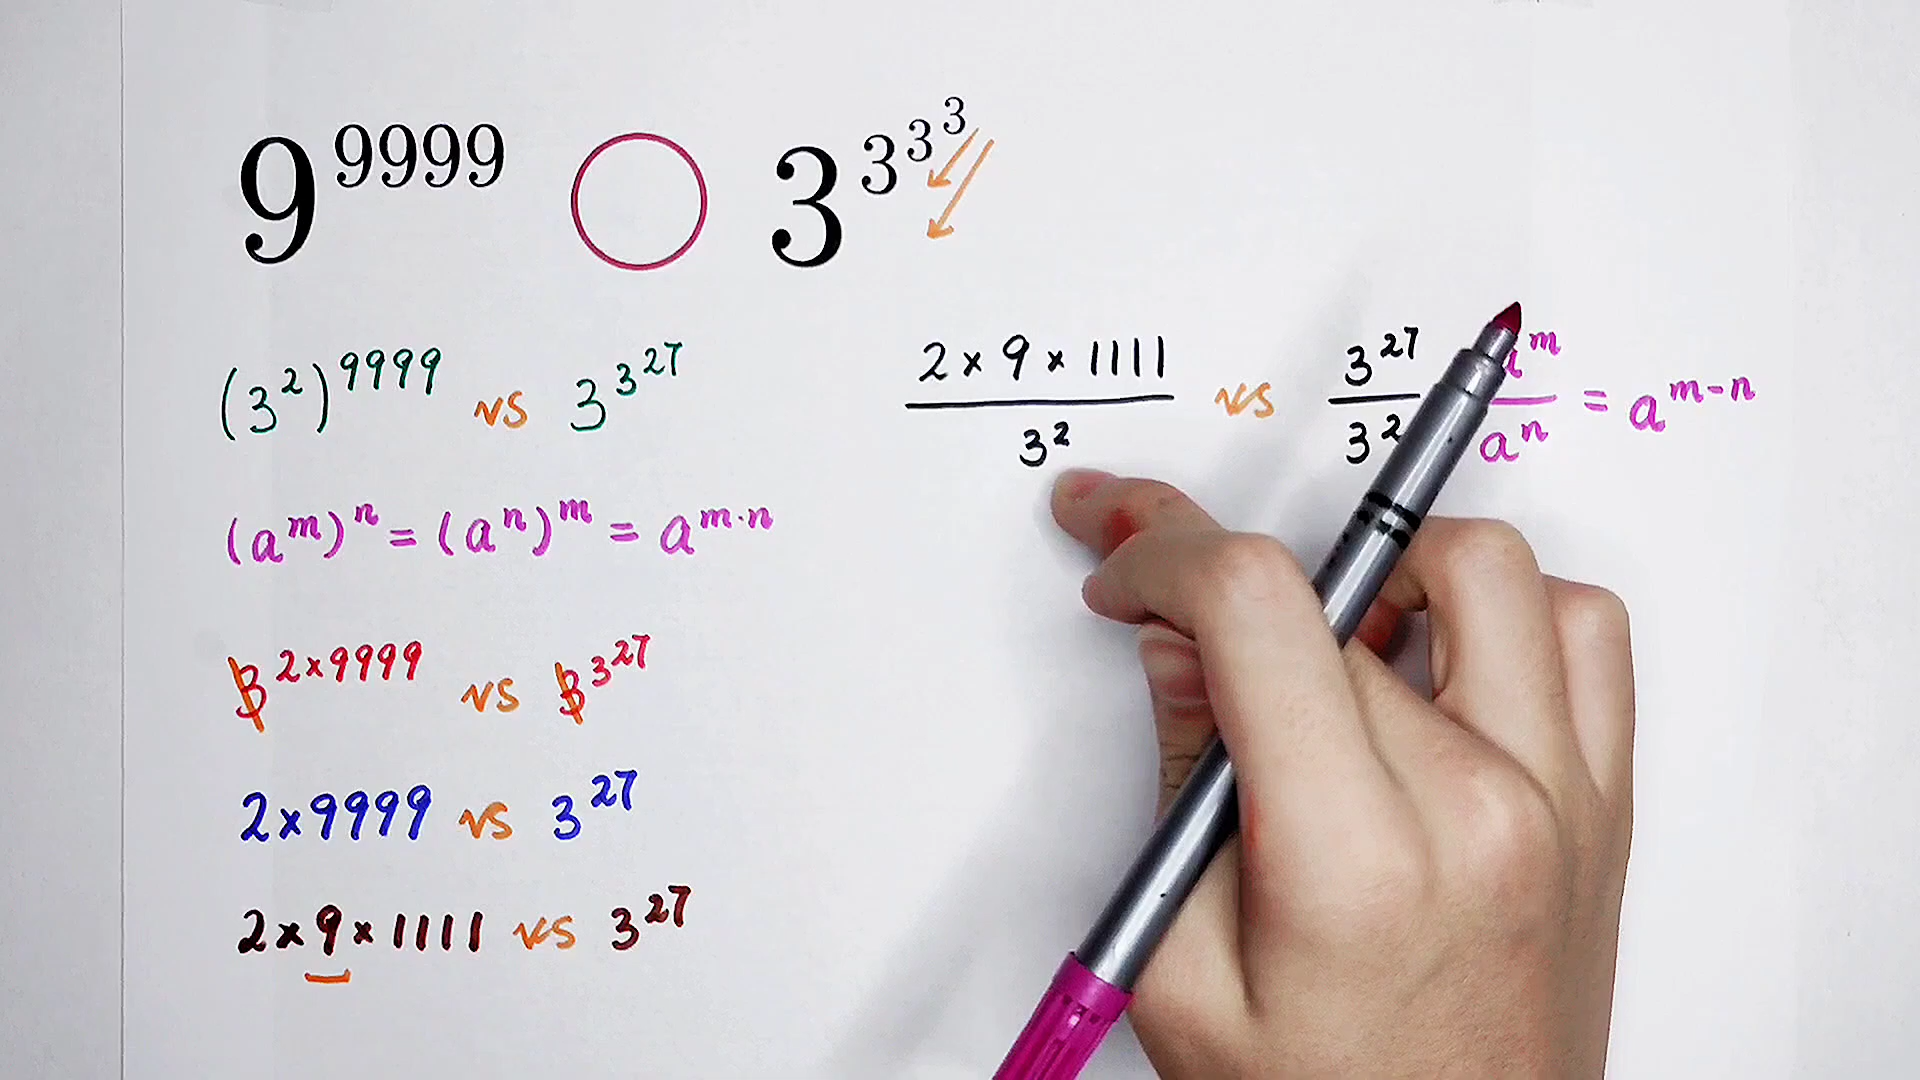 9^9999 ○ 3^3^3^3
(3^2)^9999 vs 3^3^27
(a^m)^n = (a^n)^m = a^m·n
3^2×9999 vs 3^3^27
2×9999 vs 3^27
2×9×1111 vs 3^27
2×9×1111/3^2 vs 3^27/3^2
a^m/a^n = a^m-n